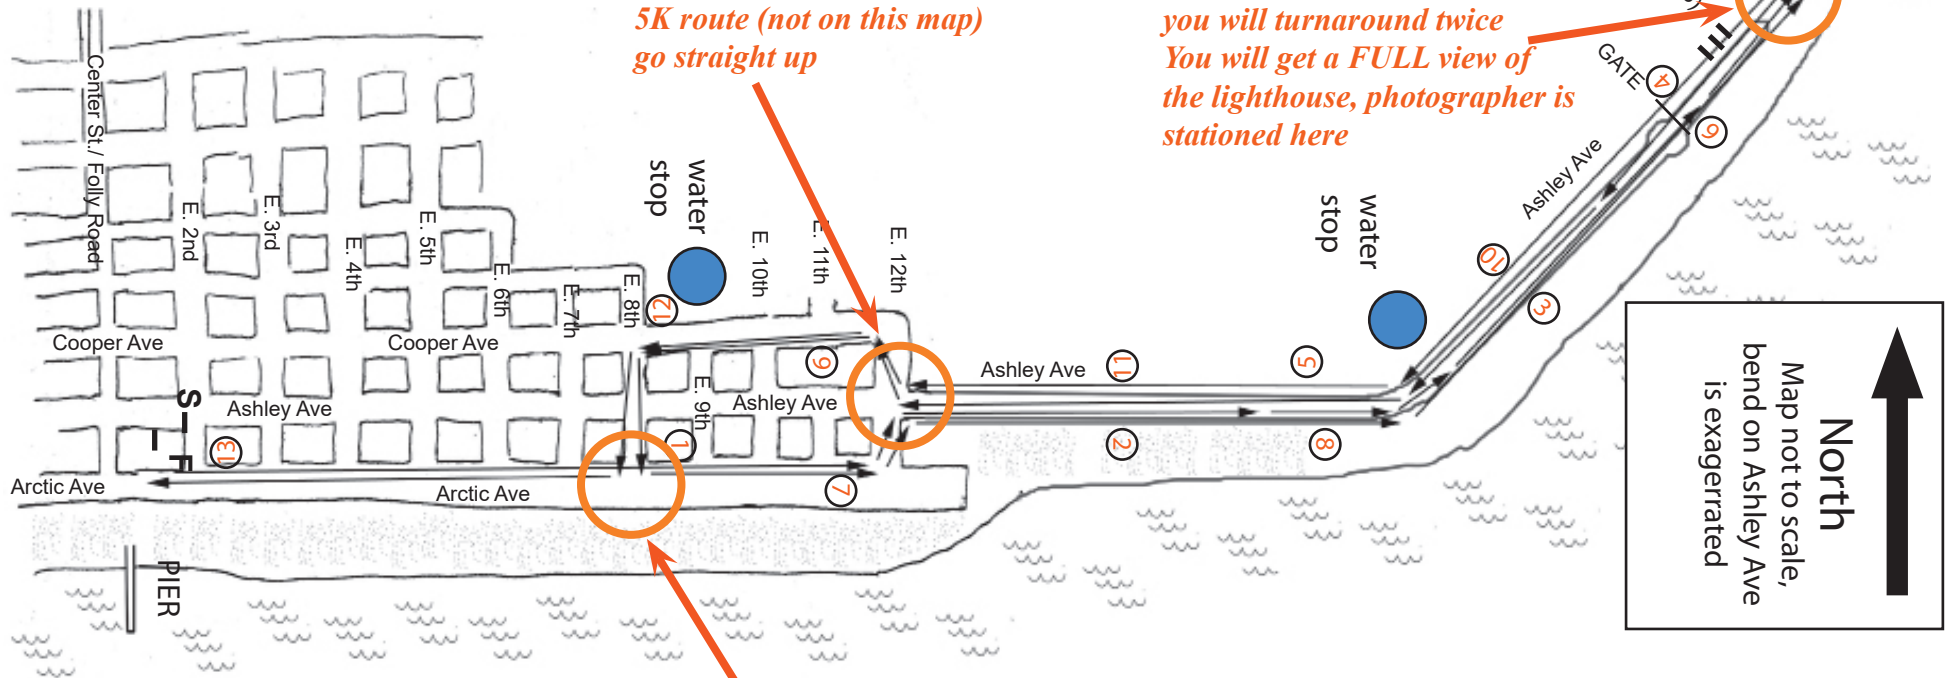 5K route (not on this map)
go straight up
you will turnaround twice
You will get a FULL view of
the lighthouse, photographer is
stationed here
GATE
4
9
Ashley Ave
10
3
Center St./ Folly Road
E. 2nd
E. 3rd
E. 4th
E. 5th
E. 6th
E. 7th
E. 8th
E. 9th
E. 10th
E. 11th
E. 12th
water
stop
water
stop
12
Cooper Ave
Cooper Ave
6
Ashley Ave
11
5
S
Ashley Ave
Ashley Ave
13
1
2
8
F
Arctic Ave
Arctic Ave
7
PIER
North
Map not to scale,
bend on Ashley Ave
is exagerrated